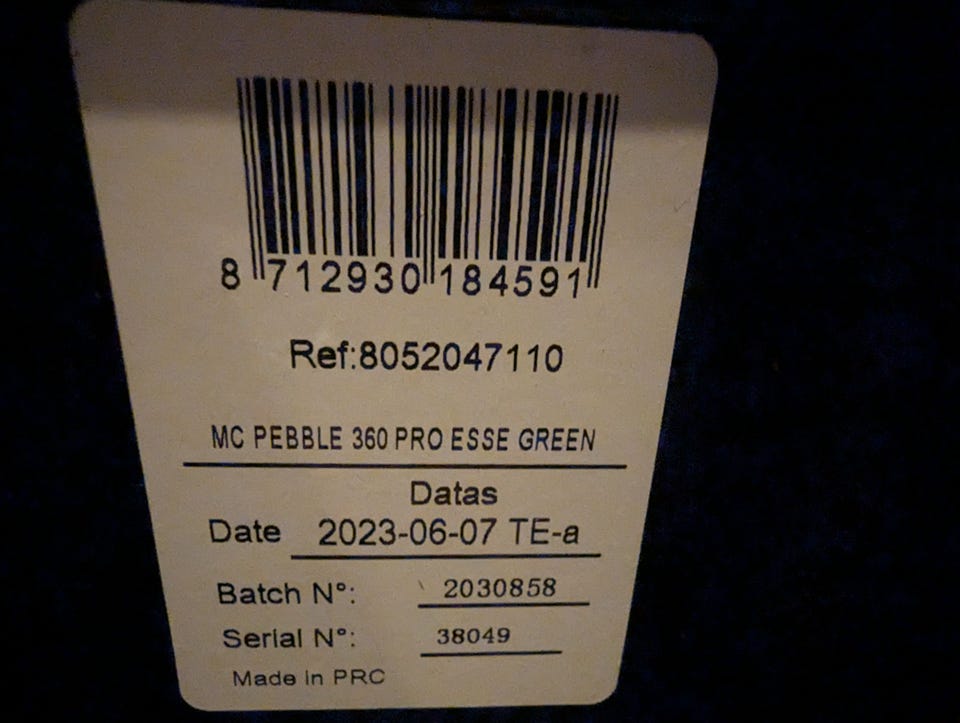 8 712930 184591
Ref:8052047110
MC PEBBLE 360 PRO ESSE GREEN
Datas
Date 2023-06-07 TE-a
Batch N°: 2030858
Serial N°: 38049
Made in PRC